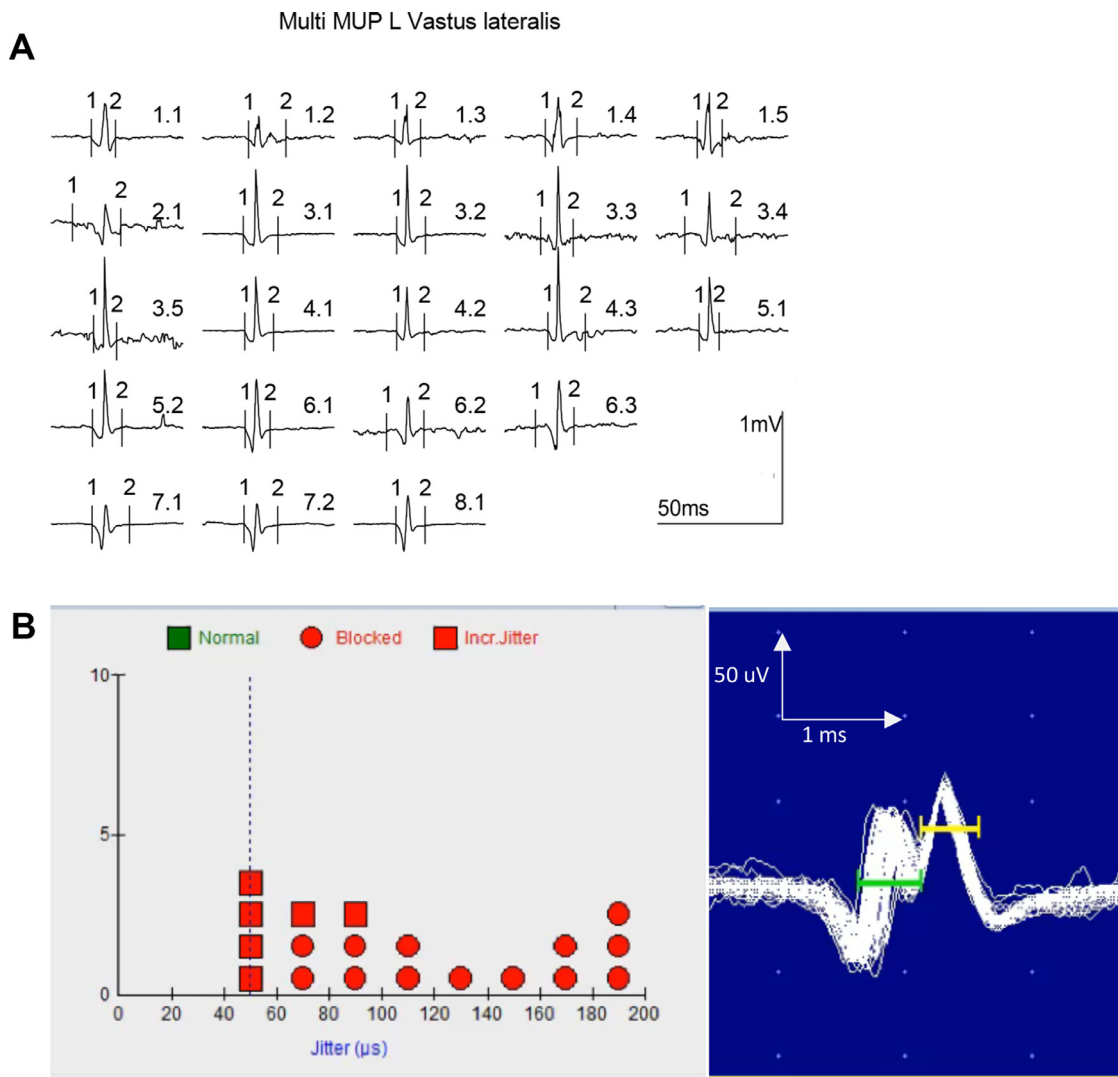 Multi MUP L Vastus lateralis
A
1 2 1.1 1 2 1.2 1 2 1.3 1 2 1.4 1 2 1.5
1 2 2.1 1 2 3.1 1 2 3.2 1 2 3.3 1 2 3.4
1 2 3.5 1 2 4.1 1 2 4.2 1 2 4.3 1 2 5.1
1 2 5.2 1 2 6.1 1 2 6.2 1 2 6.3
1mV
50ms
1 2 7.1 1 2 7.2 1 2 8.1
B
Normal Blocked Incr.Jitter
10
5
0
0 20 40 60 80 100 120 140 160 180 200
Jitter (µs)
50 uV
1 ms